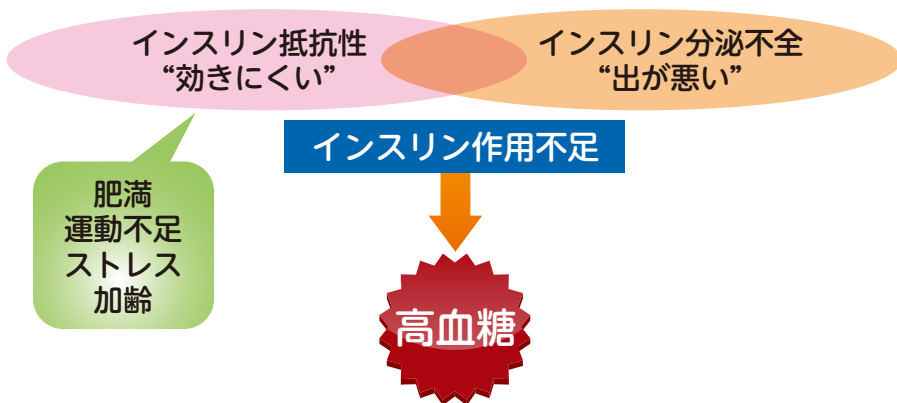 インスリン抵抗性
“効きにくい”
インスリン分泌不全
“出が悪い”
インスリン作用不足
肥満
運動不足
ストレス
加齢
高血糖